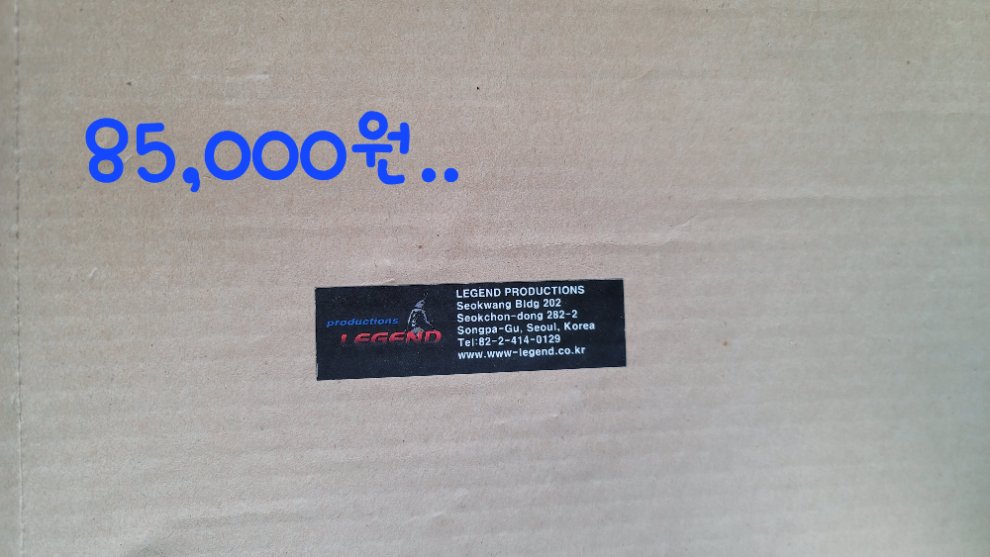 85,000원..
productions
LEGEND
LEGEND PRODUCTIONS
Seokwang Bldg 202
Seokchon-dong 282-2
Songpa-Gu, Seoul, Korea
Tel:82-2-414-0129
www.www-legend.co.kr